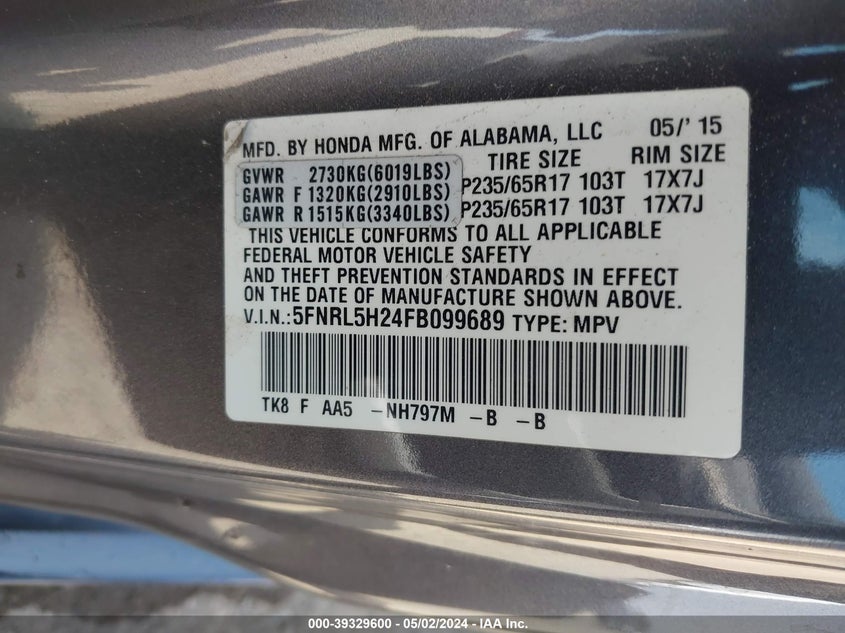 MFD. BY HONDA MFG. OF ALABAMA, LLC 05/' 15
TIRE SIZE RIM SIZE
GVWR 2730KG(6019LBS)
GAWR F 1320KG(2910LBS) P235/65R17 103T 17X7J
GAWR R 1515KG(3340LBS) P235/65R17 103T 17X7J
THIS VEHICLE CONFORMS TO ALL APPLICABLE
FEDERAL MOTOR VEHICLE SAFETY
AND THEFT PREVENTION STANDARDS IN EFFECT
ON THE DATE OF MANUFACTURE SHOWN ABOVE.
V.I.N.:5FNRL5H24FB099689 TYPE: MPV
TK8 F AA5 -NH797M -B -B
000-39329600 - 05/02/2024 - IAA Inc.